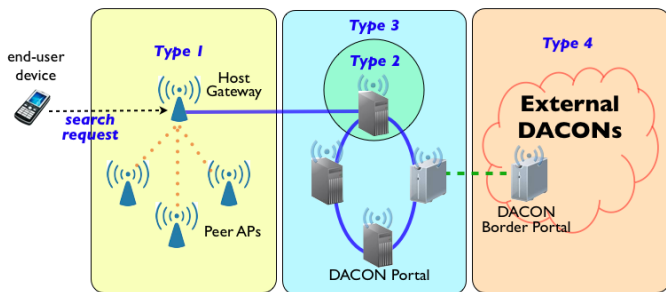 end-user
device
search
request
Type 1
Host
Gateway
Peer APs
Type 3
Type 2
DACON Portal
Type 4
External
DACONs
DACON
Border Portal